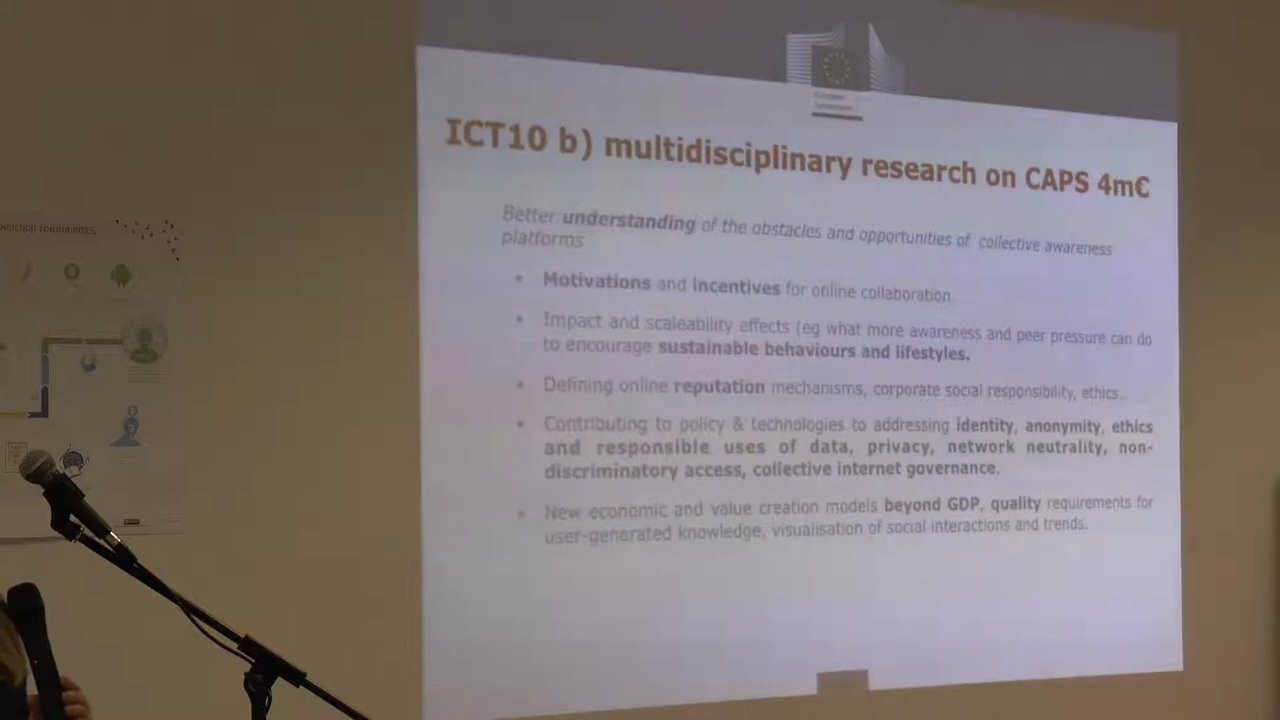 European
Commission
ICT10 b) multidisciplinary research on CAPS 4m€
Better understanding of the obstacles and opportunities of collective awareness
platforms
• Motivations and incentives for online collaboration.
• Impact and scaleability effects (eg what more awareness and peer pressure can do
to encourage sustainable behaviours and lifestyles.
• Defining online reputation mechanisms, corporate social responsibility, ethics.
• Contributing to policy & technologies to addressing identity, anonymity, ethics
and responsible uses of data, privacy, network neutrality, non-
discriminatory access, collective internet governance.
• New economic and value creation models beyond GDP, quality requirements for
user-generated knowledge, visualisation of social interactions and trends.
communities